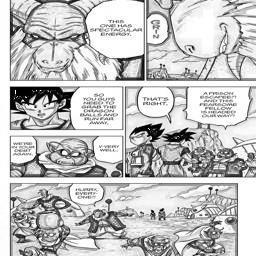 THIS
ONE HAS
SPECTACULAR
ENERGY.
GRIN
SO
YOU GUYS
NEED TO
GRAB THE
DRAGON
BALLS AND
RUN FAR
AWAY.
WE'RE
IN YOUR
DEBT
AGAIN.
V-VERY
WELL.
THAT'S
RIGHT.
A PRISON
ESCAPEE?!
AND THIS
FEARSOME
FELLOW
IS HEADED
OUR WAY?!
HURRY,
EVERY-
ONE!!